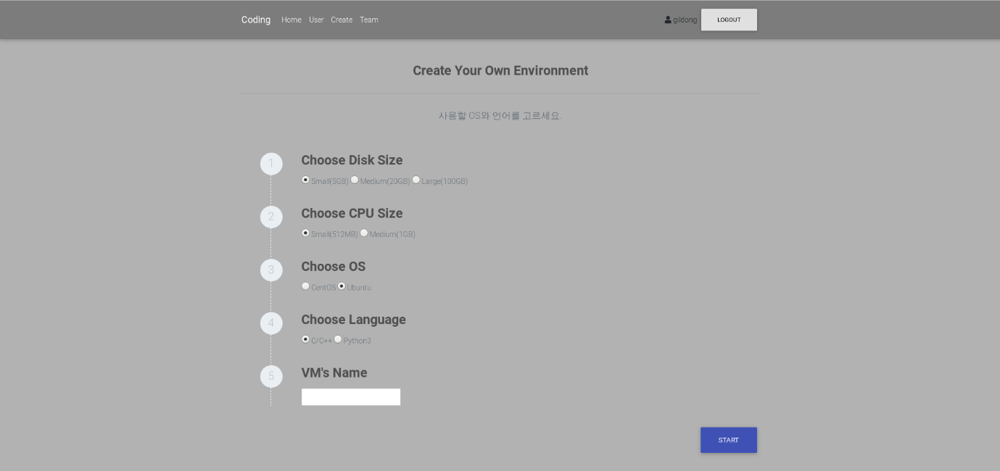 Coding Home User Create Team gildong LOGOUT
Create Your Own Environment
사용할 OS와 언어를 고르세요.
1 Choose Disk Size
Small(5GB) Medium(20GB) Large(100GB)
2 Choose CPU Size
Small(512MB) Medium(1GB)
3 Choose OS
CentOS Ubuntu
4 Choose Language
C/C++ Python3
5 VM's Name
START